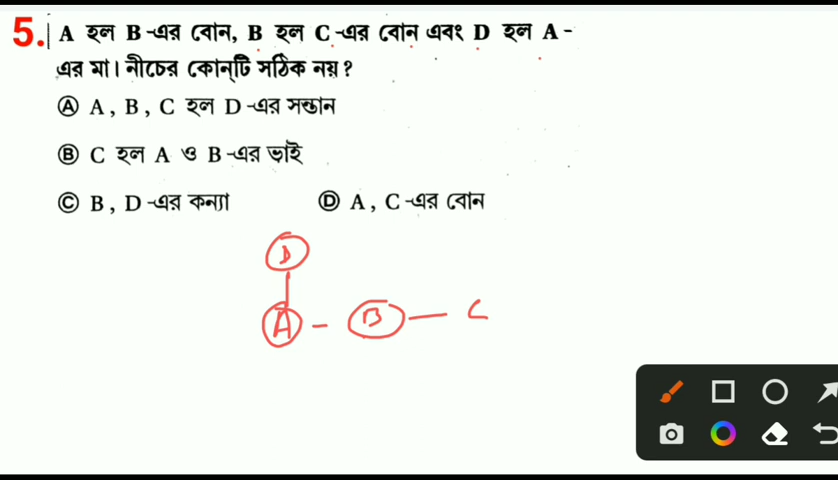 5. A হল B-এর বোন, B হল C-এর বোন এবং D হল A-
এর মা। নীচের কোন্‌টি সঠিক নয়?
Ⓐ A, B, C হল D-এর সন্তান
Ⓑ C হল A ও B-এর ভাই
Ⓒ B, D-এর কন্যা Ⓓ A, C-এর বোন
D
A - B — C